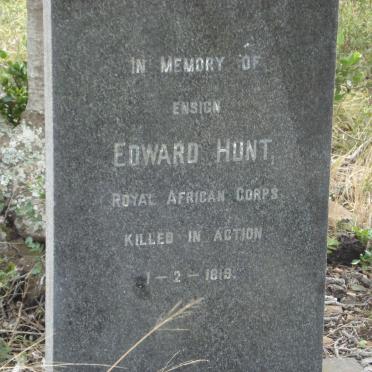 IN MEMORY OF
ENSIGN
EDWARD HUNT,
ROYAL AFRICAN CORPS
KILLED IN ACTION
1 - 2 - 1819.